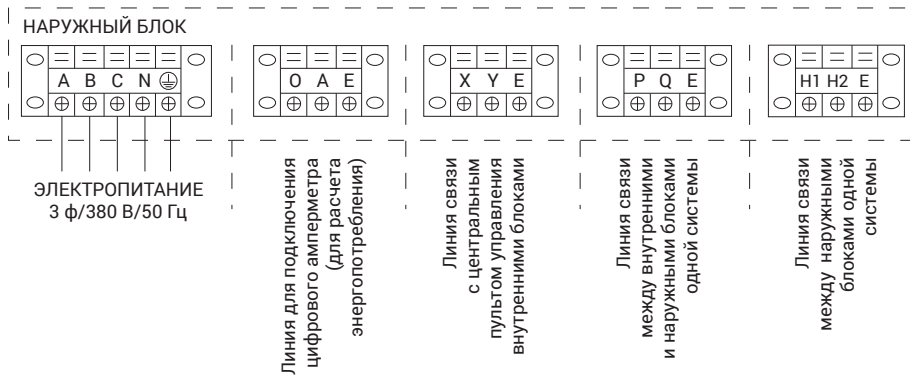 НАРУЖНЫЙ БЛОК
A B C N
O A E
X Y E
P Q E
H1 H2 E
ЭЛЕКТРОПИТАНИЕ
3 ф/380 В/50 Гц
Линия для подключения
цифрового амперметра
(для расчета
энергопотребления)
Линия связи
с центральным
пультом управления
внутренними блоками
Линия связи
между внутренними
и наружными блоками
одной системы
Линия связи
между наружными
блоками одной
системы